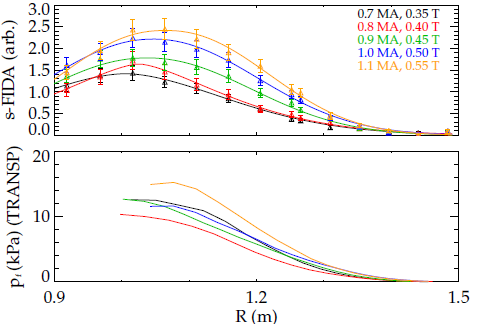 3.0
2.5
2.0
1.5
1.0
0.5
0.0
s-FIDA (arb.)
0.7 MA, 0.35 T
0.8 MA, 0.40 T
0.9 MA, 0.45 T
1.0 MA, 0.50 T
1.1 MA, 0.55 T
20
10
0
p_f (kPa) (TRANSP)
0.9
1.2
1.5
R (m)